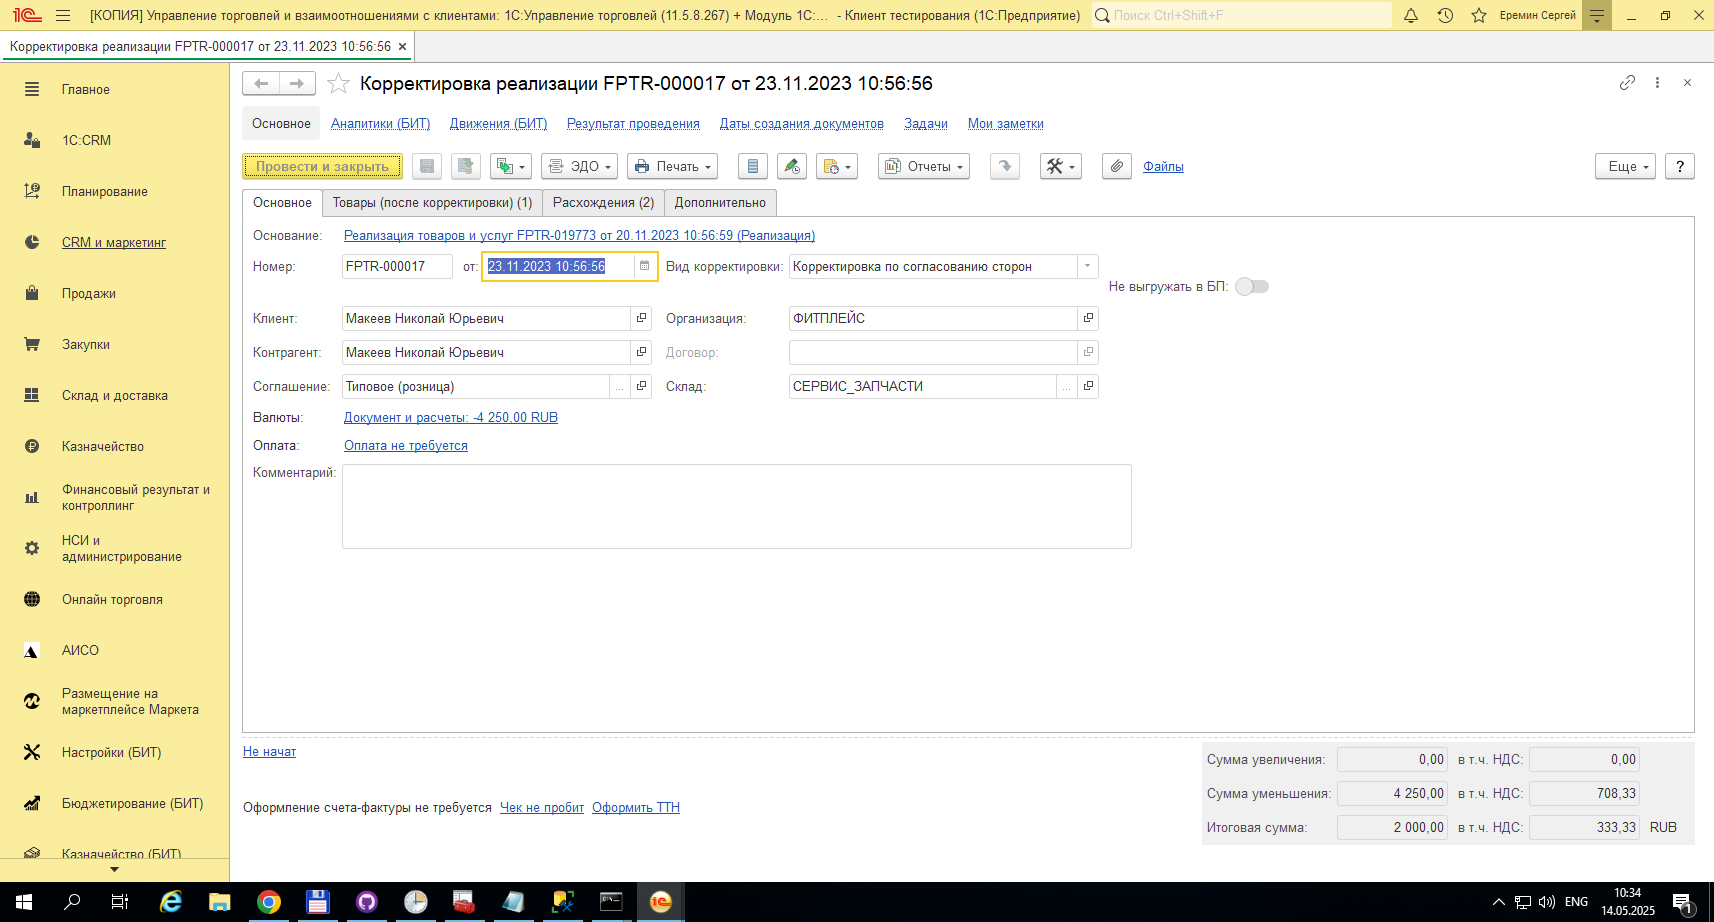 [КОПИЯ] Управление торговлей и взаимоотношениями с клиентами: 1С:Управление торговлей (11.5.8.267) + Модуль 1С:... - Клиент тестирования (1С:Предприятие)
Поиск Ctrl+Shift+F
Еремин Сергей
Корректировка реализации FPTR-000017 от 23.11.2023 10:56:56
Главное
1С:CRM
Планирование
CRM и маркетинг
Продажи
Закупки
Склад и доставка
Казначейство
Финансовый результат и
контроллинг
НСИ и
администрирование
Онлайн торговля
АИСО
Размещение на
маркетплейсе Маркета
Настройки (БИТ)
Бюджетирование (БИТ)
Казначейство (БИТ)
Корректировка реализации FPTR-000017 от 23.11.2023 10:56:56
Основное Аналитики (БИТ) Движения (БИТ) Результат проведения Даты создания документов Задачи Мои заметки
Провести и закрыть ЭДО Печать Отчеты Файлы Еще ?
Основное Товары (после корректировки) (1) Расхождения (2) Дополнительно
Основание: Реализация товаров и услуг FPTR-019773 от 20.11.2023 10:56:59 (Реализация)
Номер: FPTR-000017 от: 23.11.2023 10:56:56 Вид корректировки: Корректировка по согласованию сторон
Не выгружать в БП:
Клиент: Макеев Николай Юрьевич Организация: ФИТПЛЕЙС
Контрагент: Макеев Николай Юрьевич Договор:
Соглашение: Типовое (розница) ... Склад: СЕРВИС_ЗАПЧАСТИ ...
Валюты: Документ и расчеты: -4 250,00 RUB
Оплата: Оплата не требуется
Комментарий:
Не начат
Оформление счета-фактуры не требуется Чек не пробит Оформить ТТН
Сумма увеличения: 0,00 в т.ч. НДС: 0,00
Сумма уменьшения: 4 250,00 в т.ч. НДС: 708,33
Итоговая сумма: 2 000,00 в т.ч. НДС: 333,33 RUB
ENG
10:34
14.05.2025
1